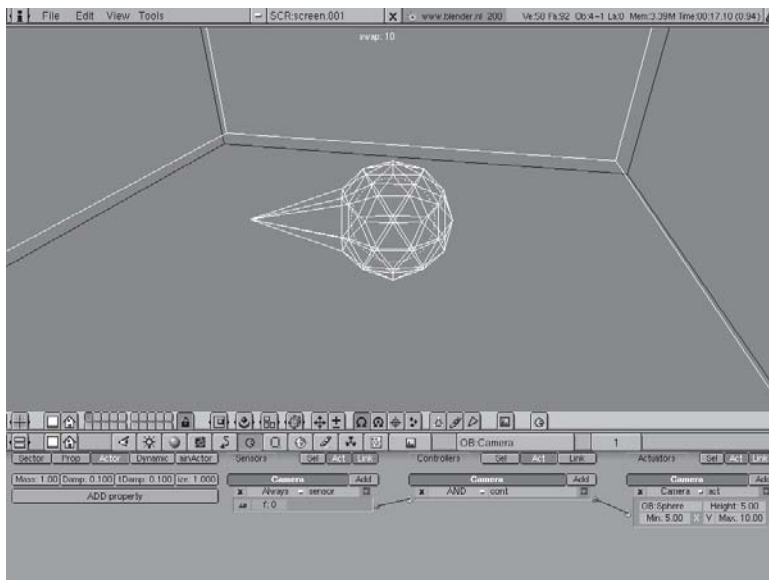 File Edit View Tools SCR:screen.001 X www.blender.nl 200 Ve:50 Fa:92 Ob:4-1 La:0 Mem:3.39M Time:00:17.10 (0.94)
swap: 10
OB:Camera 1
Sector Prop Actor Dynamic Sensors Sel Act Link Controllers Sel Act Link Actuators Sel Act Link
Mass: 1.00 Damp: 0.100 Camera Add Camera Add Camera Add
ADD property X Always sensor X AND cont X Camera act
f: 0 OB:Sphere Height: 5.00
Min: 5.00 X Y Max: 10.00